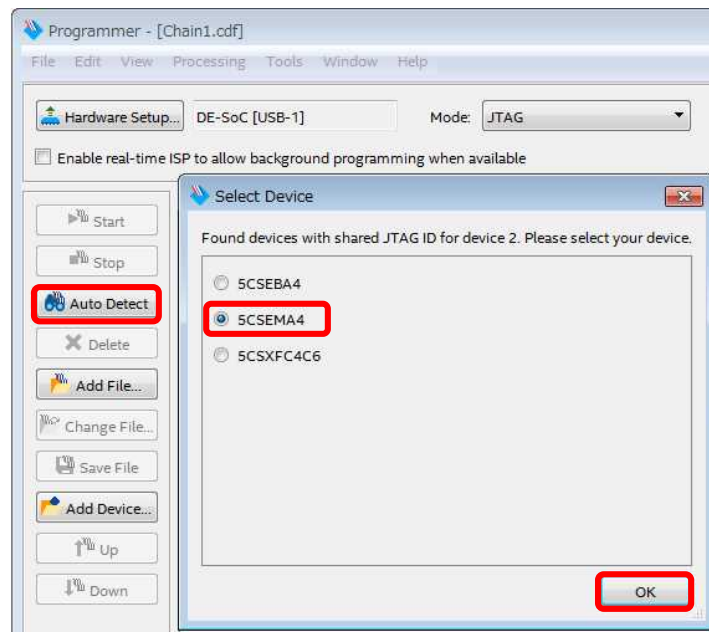 Programmer - [Chain1.cdf]
File Edit View Processing Tools Window Help
Hardware Setup... DE-SoC [USB-1] Mode: JTAG
Enable real-time ISP to allow background programming when available
Select Device
Found devices with shared JTAG ID for device 2. Please select your device.
Start
Stop
Auto Detect
Delete
Add File...
Change File...
Save File
Add Device...
Up
Down
5CSEBA4
5CSEMA4
5CSXFC4C6
OK